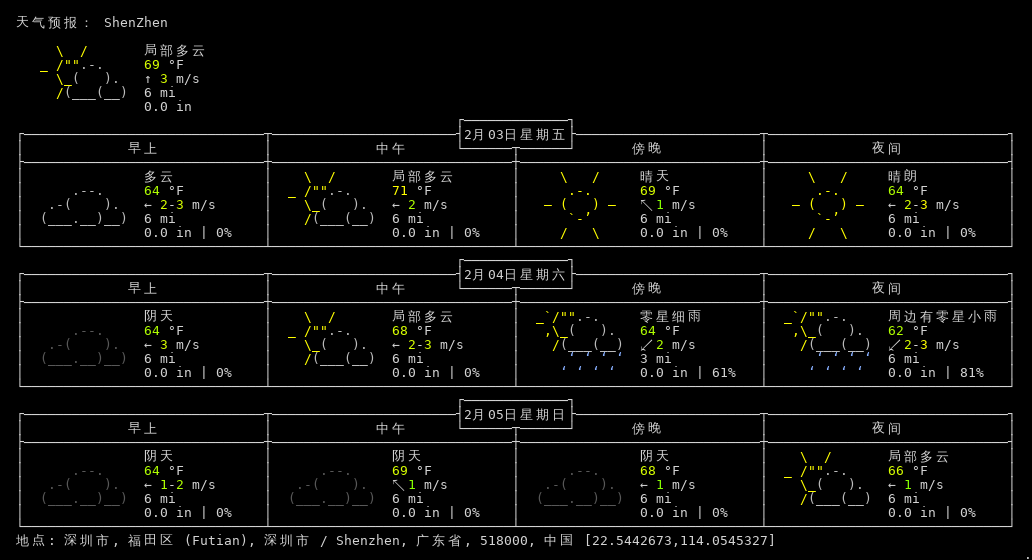 天气预报： ShenZhen
局部多云
69 °F
↑ 3 m/s
6 mi
0.0 in
2月03日星期五
早上 中午 傍晚 夜间
多云 局部多云 晴天 晴朗
64 °F 71 °F 69 °F 64 °F
← 2-3 m/s ← 2 m/s ↖ 1 m/s ← 2-3 m/s
6 mi 6 mi 6 mi 6 mi
0.0 in | 0% 0.0 in | 0% 0.0 in | 0% 0.0 in | 0%
2月04日星期六
早上 中午 傍晚 夜间
阴天 局部多云 零星细雨 周边有零星小雨
64 °F 68 °F 64 °F 62 °F
← 3 m/s ← 2-3 m/s ↙ 2 m/s ↙ 2-3 m/s
6 mi 6 mi 3 mi 6 mi
0.0 in | 0% 0.0 in | 0% 0.0 in | 61% 0.0 in | 81%
2月05日星期日
早上 中午 傍晚 夜间
阴天 阴天 阴天 局部多云
64 °F 69 °F 68 °F 66 °F
← 1-2 m/s ↖ 1 m/s ← 1 m/s ← 1 m/s
6 mi 6 mi 6 mi 6 mi
0.0 in | 0% 0.0 in | 0% 0.0 in | 0% 0.0 in | 0%
地点: 深圳市, 福田区 (Futian), 深圳市 / Shenzhen, 广东省, 518000, 中国 [22.5442673,114.0545327]